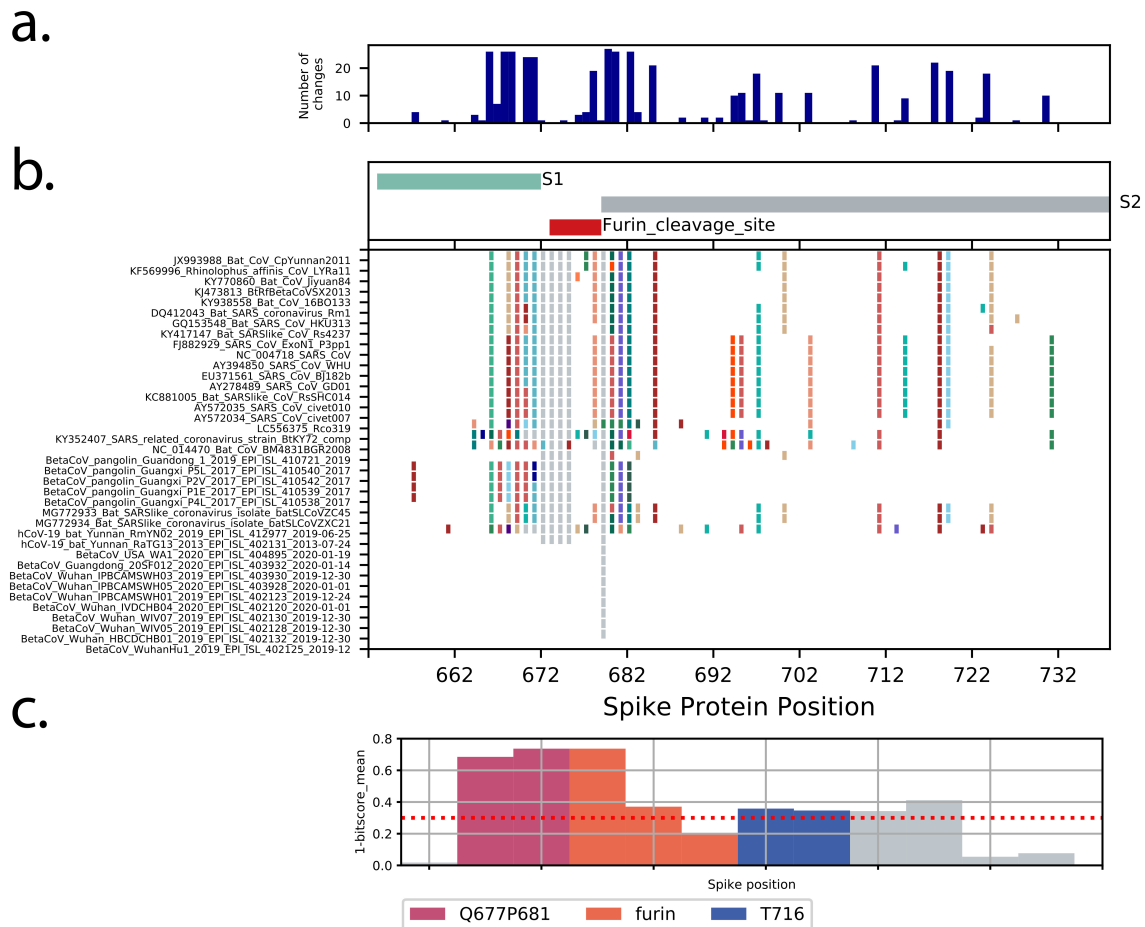 a.
Number of
changes
20
10
0
b.
S1
S2
Furin_cleavage_site
JX993988_Bat_CoV_CpYunnan2011
KF569996_Rhinolophus_affinis_CoV_LYRa11
KY770860_Bat_CoV_Jiyuan84
KJ473813_BtRfBetaCoVSX2013
KY938558_Bat_CoV_16BO133
DQ412043_Bat_SARS_coronavirus_Rm1
GQ153548_Bat_SARS_CoV_HKU313
KY417147_Bat_SARSlike_CoV_Rs4237
FJ882929_SARS_CoV_ExoN1_P3pp1
NC_004718_SARS_CoV
AY394850_SARS_CoV_WHU
EU371561_SARS_CoV_BJ182b
AY278489_SARS_CoV_GD01
KC881005_Bat_SARSlike_CoV_RsSHC014
AY572035_SARS_CoV_civet010
AY572034_SARS_CoV_civet007
LC556375_Rco319
KY352407_SARS_related_coronavirus_strain_BtKY72_comp
NC_014470_Bat_CoV_BM4831BGR2008
BetaCoV_pangolin_Guandong_1_2019_EPI_ISL_410721_2019
BetaCoV_pangolin_Guangxi_P5L_2017_EPI_ISL_410540_2017
BetaCoV_pangolin_Guangxi_P2V_2017_EPI_ISL_410542_2017
BetaCoV_pangolin_Guangxi_P1E_2017_EPI_ISL_410539_2017
BetaCoV_pangolin_Guangxi_P4L_2017_EPI_ISL_410538_2017
MG772933_Bat_SARSlike_coronavirus_isolate_batSLCoVZC45
MG772934_Bat_SARSlike_coronavirus_isolate_batSLCoVZXC21
hCoV-19_bat_Yunnan_RmYN02_2019_EPI_ISL_412977_2019-06-25
hCoV-19_bat_Yunnan_RaTG13_2013_EPI_ISL_402131_2013-07-24
BetaCoV_USA_WA1_2020_EPI_ISL_404895_2020-01-19
BetaCoV_Guangdong_20SF012_2020_EPI_ISL_403932_2020-01-14
BetaCoV_Wuhan_IPBCAMSWH03_2019_EPI_ISL_403930_2019-12-30
BetaCoV_Wuhan_IPBCAMSWH05_2020_EPI_ISL_403928_2020-01-01
BetaCoV_Wuhan_IPBCAMSWH01_2019_EPI_ISL_402123_2019-12-24
BetaCoV_Wuhan_IVDCHB04_2020_EPI_ISL_402120_2020-01-01
BetaCoV_Wuhan_WIV07_2019_EPI_ISL_402130_2019-12-30
BetaCoV_Wuhan_WIV05_2019_EPI_ISL_402128_2019-12-30
BetaCoV_Wuhan_HBCDCHB01_2019_EPI_ISL_402132_2019-12-30
BetaCoV_WuhanHu1_2019_EPI_ISL_402125_2019-12
662 672 682 692 702 712 722 732
Spike Protein Position
c.
1-bitscore_mean
0.8
0.6
0.4
0.2
0.0
Spike position
Q677P681 furin T716